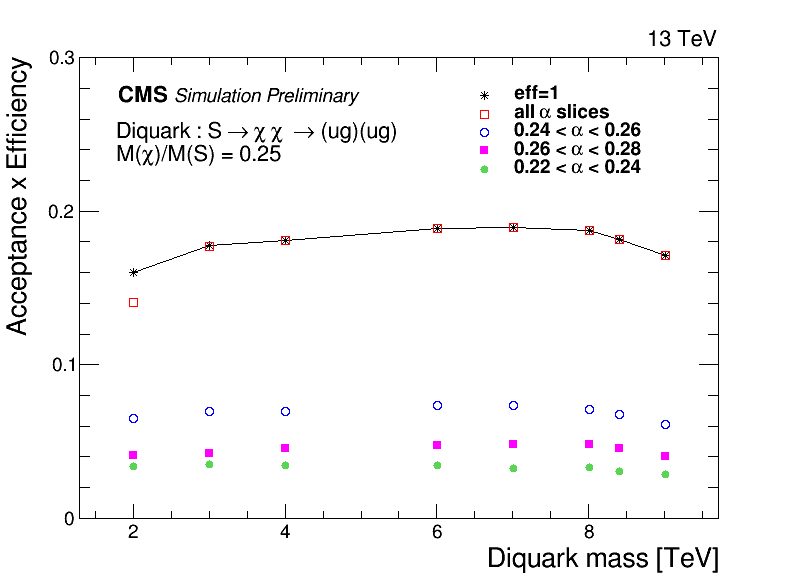 13 TeV
0.3
CMS Simulation Preliminary
eff=1
all α slices
Diquark : S → χ χ → (ug)(ug)
0.24 < α < 0.26
M(χ)/M(S) = 0.25
0.26 < α < 0.28
0.22 < α < 0.24
Acceptance x Efficiency
0.2
0.1
0
2
4
6
8
Diquark mass [TeV]